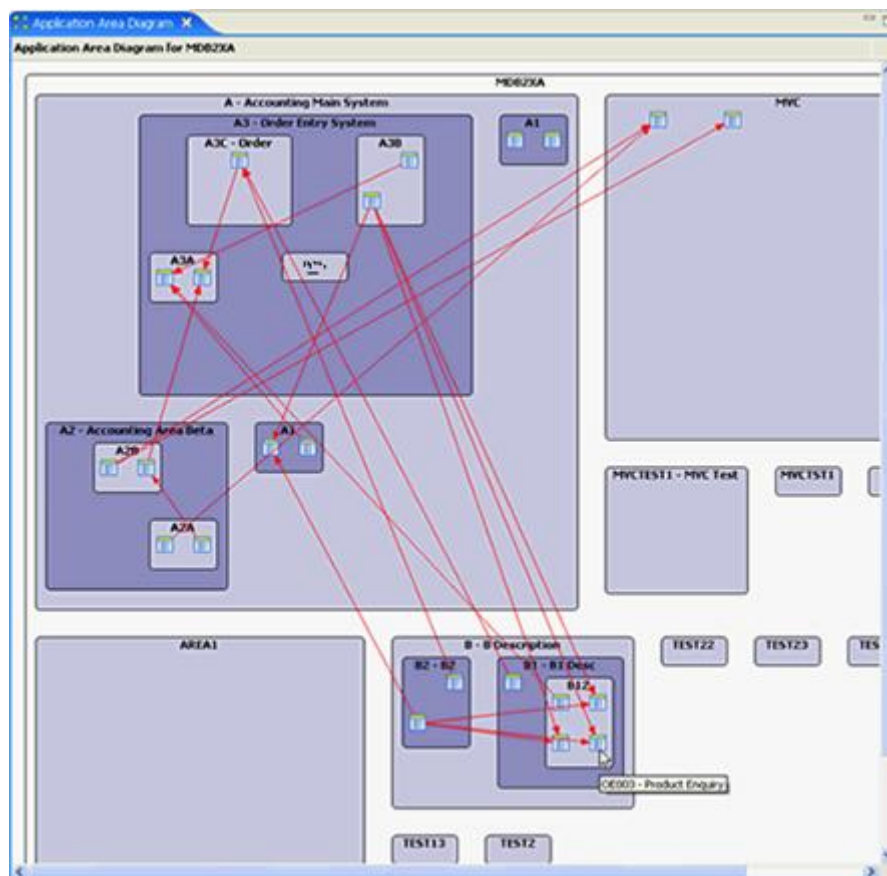 Application Area Diagram
Application Area Diagram for MDB2XA
MDB2XA
A - Accounting Main System
MVC
A3 - Order Entry System
A1
A3C - Order
A3B
A3A
A2 - Accounting Area Beta
A2B
A2A
MVCTEST1 - MVC Test
MVCTST1
AREA1
B - B Description
TEST22
TEST23
B2 - B2
B1 - B1 Desc
OE003 - Product Enquiry
TEST13
TEST2